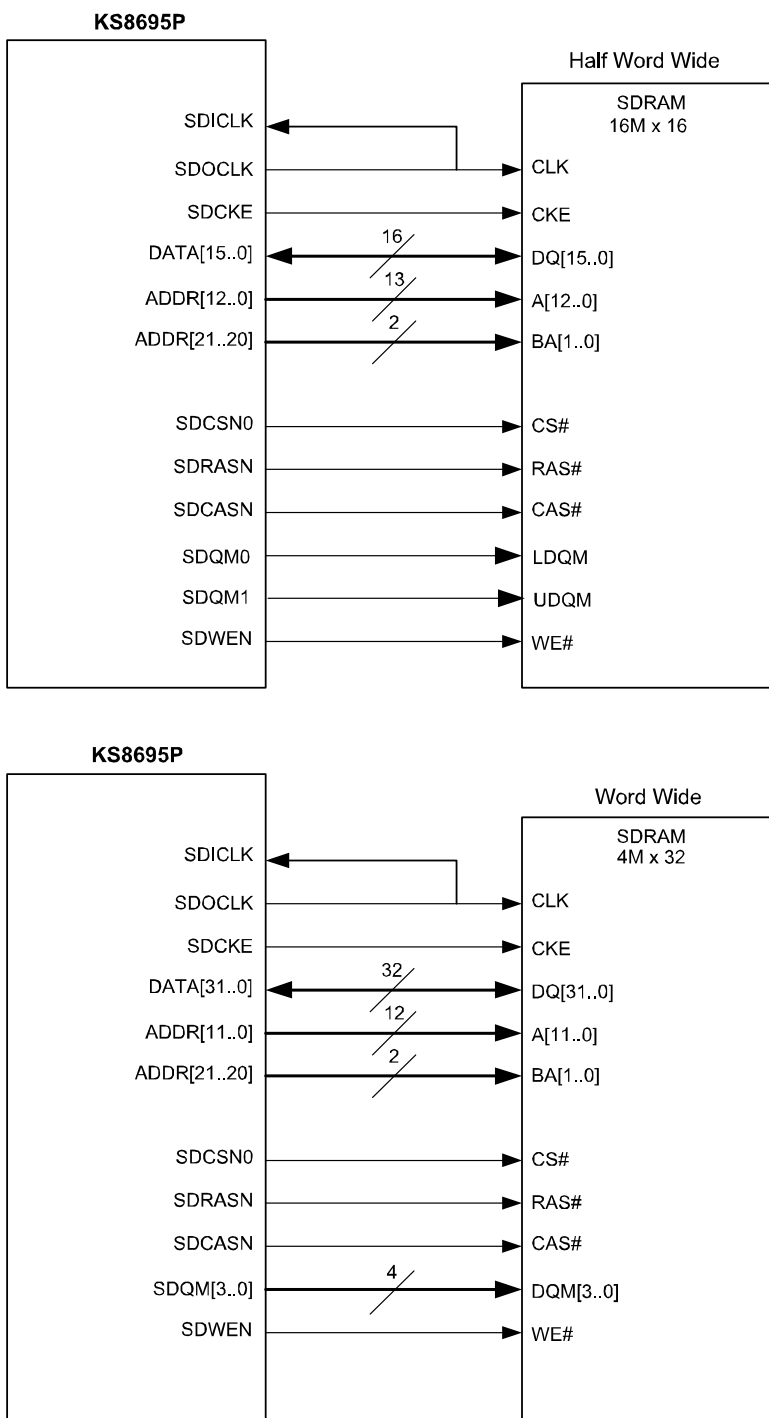 KS8695P
Half Word Wide
SDRAM
16M x 16
SDICLK
SDOCLK CLK
SDCKE CKE
DATA[15..0] 16 DQ[15..0]
ADDR[12..0] 13 A[12..0]
ADDR[21..20] 2 BA[1..0]
SDCSN0 CS#
SDRASN RAS#
SDCASN CAS#
SDQM0 LDQM
SDQM1 UDQM
SDWEN WE#
KS8695P
Word Wide
SDRAM
4M x 32
SDICLK
SDOCLK CLK
SDCKE CKE
DATA[31..0] 32 DQ[31..0]
ADDR[11..0] 12 A[11..0]
ADDR[21..20] 2 BA[1..0]
SDCSN0 CS#
SDRASN RAS#
SDCASN CAS#
SDQM[3..0] 4 DQM[3..0]
SDWEN WE#